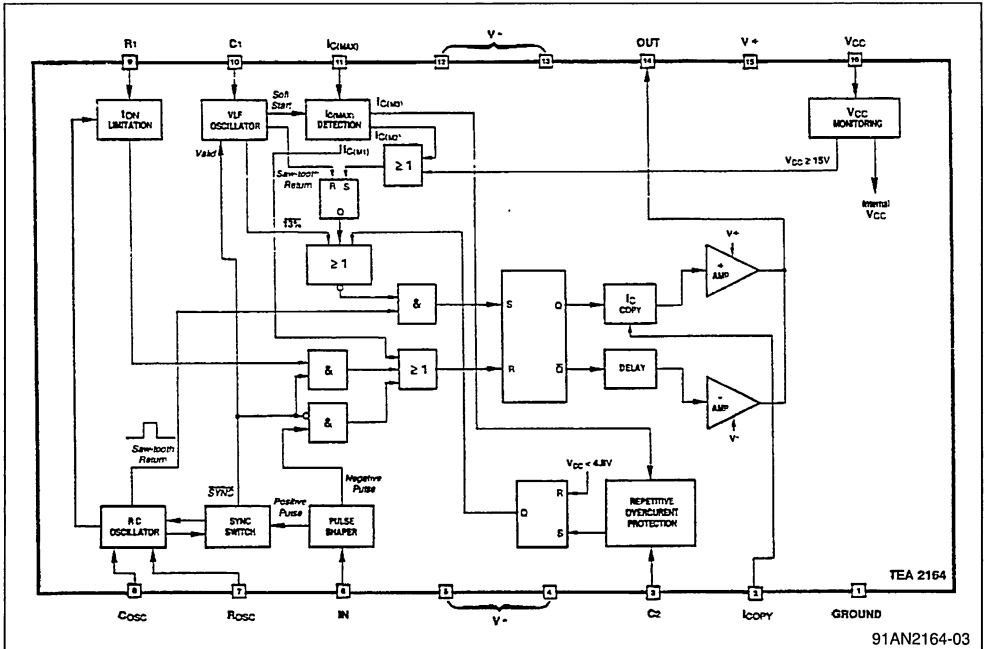 R1 C1 IC(MAX) V- OUT V+ VCC
9 10 11 12 13 14 15 16
tON
LIMITATION
VLF
OSCILLATOR
Soft
Start
IC(MAX)
DETECTION
IC(M3)
IC(M2)
IC(M1)
VCC
MONITORING
Valid
≥ 1
VCC ≥ 15V
Saw-tooth
Return
R S
Q
Internal
VCC
13%
≥ 1
&
S Q
IC
COPY
V+
+
AMP
&
≥ 1
R Q
DELAY
-
AMP
V-
&
Saw-tooth
Return
Negative
Pulse
SYNC
Positive
Pulse
VCC < 4.9V
RC
OSCILLATOR
SYNC
SWITCH
PULSE
SHAPER
Q R
S
REPETITIVE
OVERCURENT
PROTECTION
TEA 2164
8 7 6 5 4 3 2 1
COSC ROSC IN V- C2 ICOPY GROUND
91AN2164-03